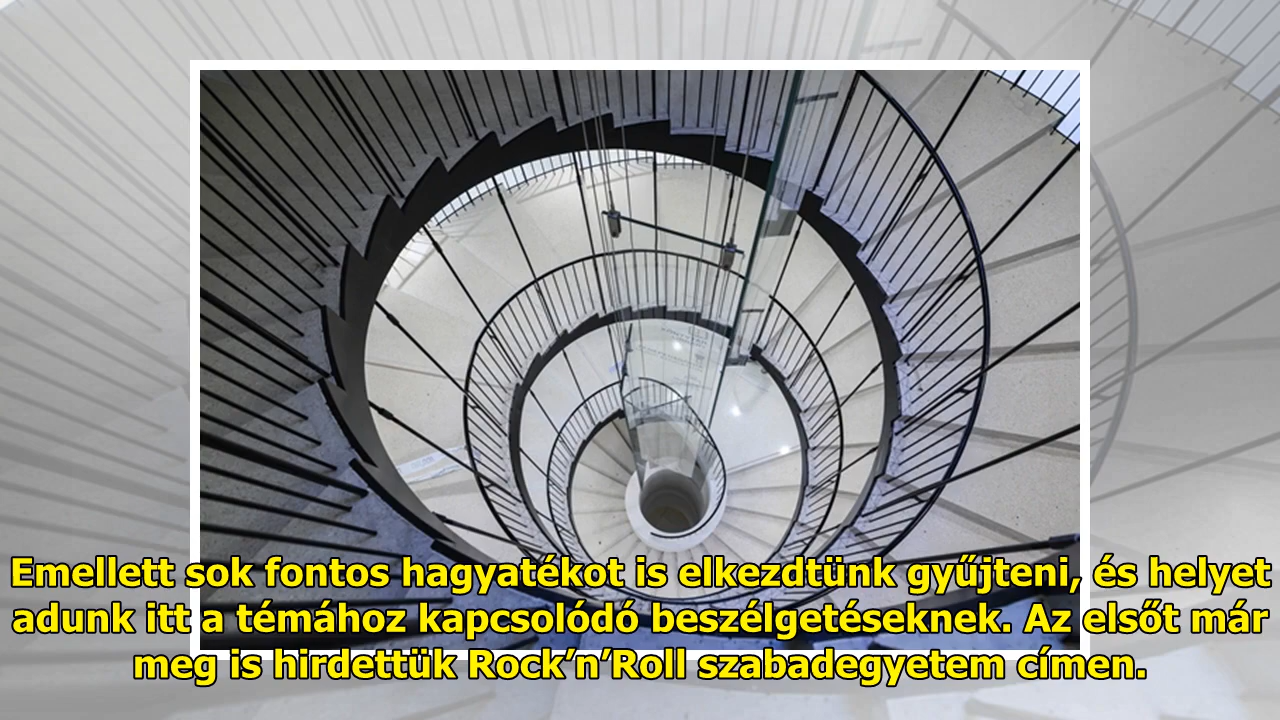 Emellett sok fontos hagyatékot is elkezdtünk gyűjteni, és helyet
adunk itt a témához kapcsolódó beszélgetéseknek. Az elsőt már
meg is hirdettük Rock’n’Roll szabadegyetem címen.